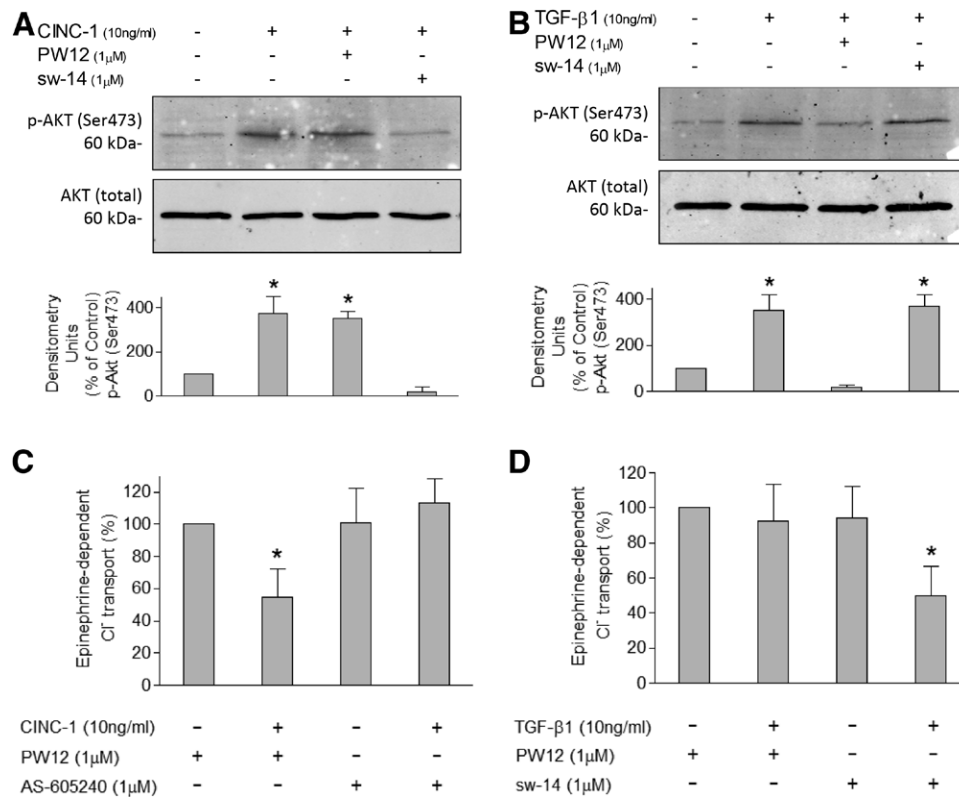 A
CINC-1 (10ng/ml) - + + +
PW12 (1μM) - - + -
sw-14 (1μM) - - - +
p-AKT (Ser473)
60 kDa-
AKT (total)
60 kDa-
Densitometry
Units
(% of Control)
p-Akt (Ser473)
400
200
0
* *
B
TGF-β1 (10ng/ml) - + + +
PW12 (1μM) - - + -
sw-14 (1μM) - - - +
p-AKT (Ser473)
60 kDa-
AKT (total)
60 kDa-
Densitometry
Units
(% of Control)
p-Akt (Ser473)
400
200
0
* *
C
Epinephrine-dependent
Cl⁻ transport (%)
120
100
80
60
40
20
0
*
CINC-1 (10ng/ml) - + - +
PW12 (1μM) + + - -
AS-605240 (1μM) - - + +
D
Epinephrine-dependent
Cl⁻ transport (%)
120
100
80
60
40
20
0
*
TGF-β1 (10ng/ml) - + - +
PW12 (1μM) + + - -
sw-14 (1μM) - - + +